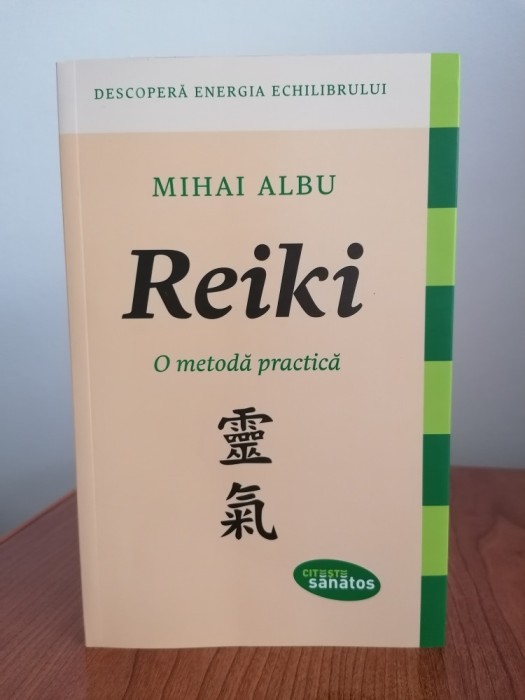 DESCOPERĂ ENERGIA ECHILIBRULUI
MIHAI ALBU
Reiki
O metodă practică
靈
氣
CITEȘTE
sănătos